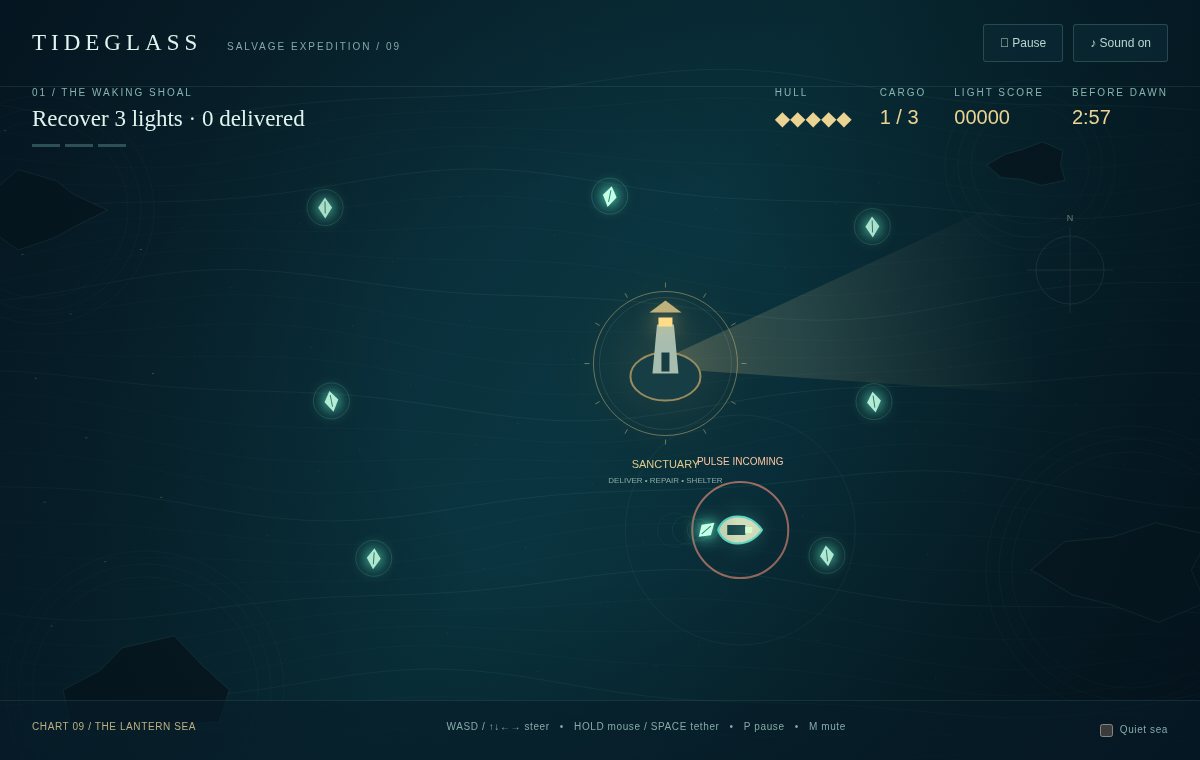 TIDEGLASS
SALVAGE EXPEDITION / 09
Pause
♪ Sound on
01 / THE WAKING SHOAL
Recover 3 lights · 0 delivered
HULL
◆◆◆◆◆
CARGO
1 / 3
LIGHT SCORE
00000
BEFORE DAWN
2:57
N
SANCTUARY
PULSE INCOMING
DELIVER • REPAIR • SHELTER
CHART 09 / THE LANTERN SEA
WASD / ↑↓←→ steer • HOLD mouse / SPACE tether • P pause • M mute
Quiet sea